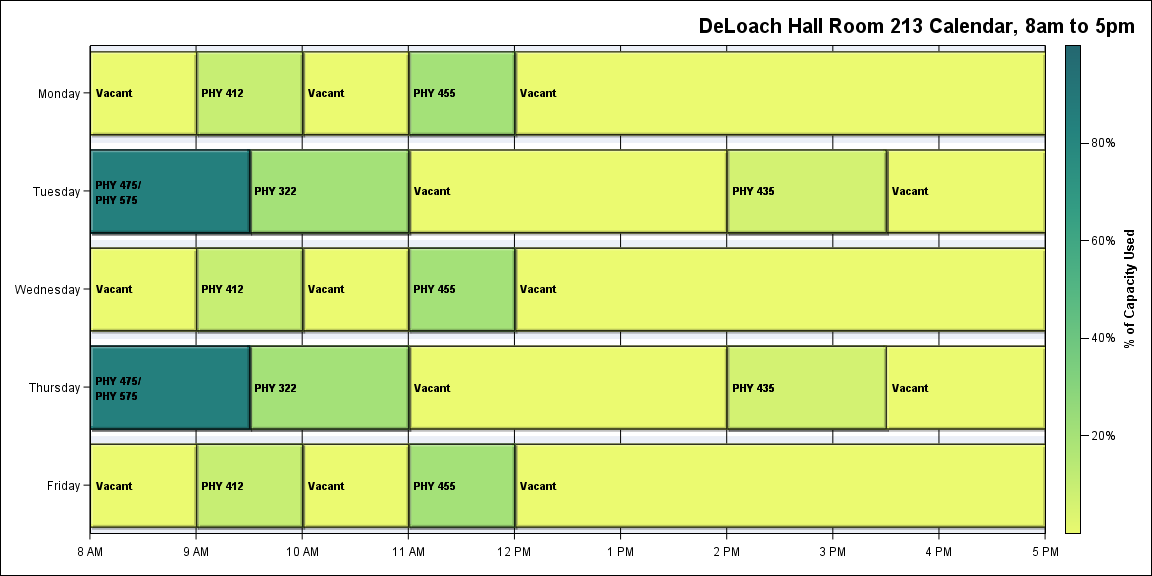 DeLoach Hall Room 213 Calendar, 8am to 5pm
Monday
Vacant
PHY 412
Vacant
PHY 455
Vacant
Tuesday
PHY 475/
PHY 575
PHY 322
Vacant
PHY 435
Vacant
Wednesday
Vacant
PHY 412
Vacant
PHY 455
Vacant
Thursday
PHY 475/
PHY 575
PHY 322
Vacant
PHY 435
Vacant
Friday
Vacant
PHY 412
Vacant
PHY 455
Vacant
8 AM
9 AM
10 AM
11 AM
12 PM
1 PM
2 PM
3 PM
4 PM
5 PM
80%
60%
40%
20%
% of Capacity Used